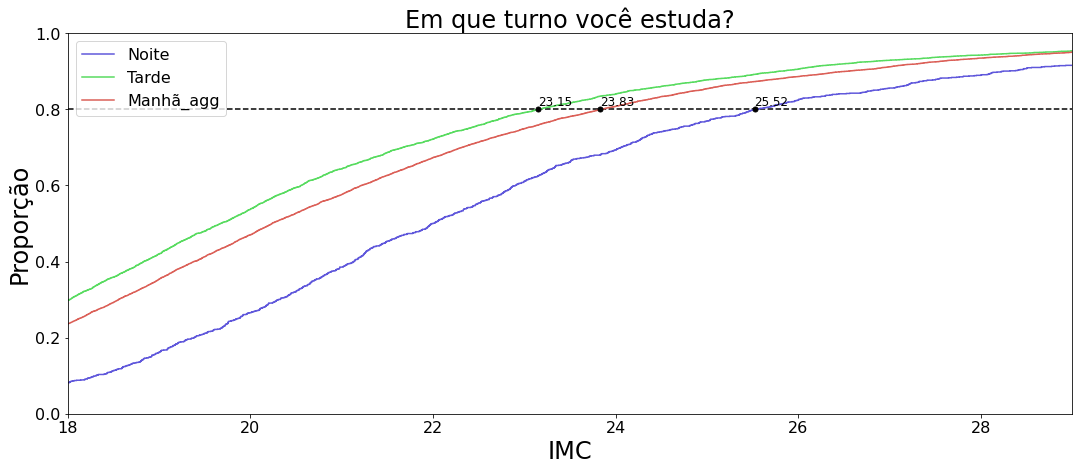 Em que turno você estuda?
Noite
Tarde
Manhã_agg
1.0
0.8
0.6
0.4
0.2
0.0
Proporção
23.15
23.83
25.52
18
20
22
24
26
28
IMC